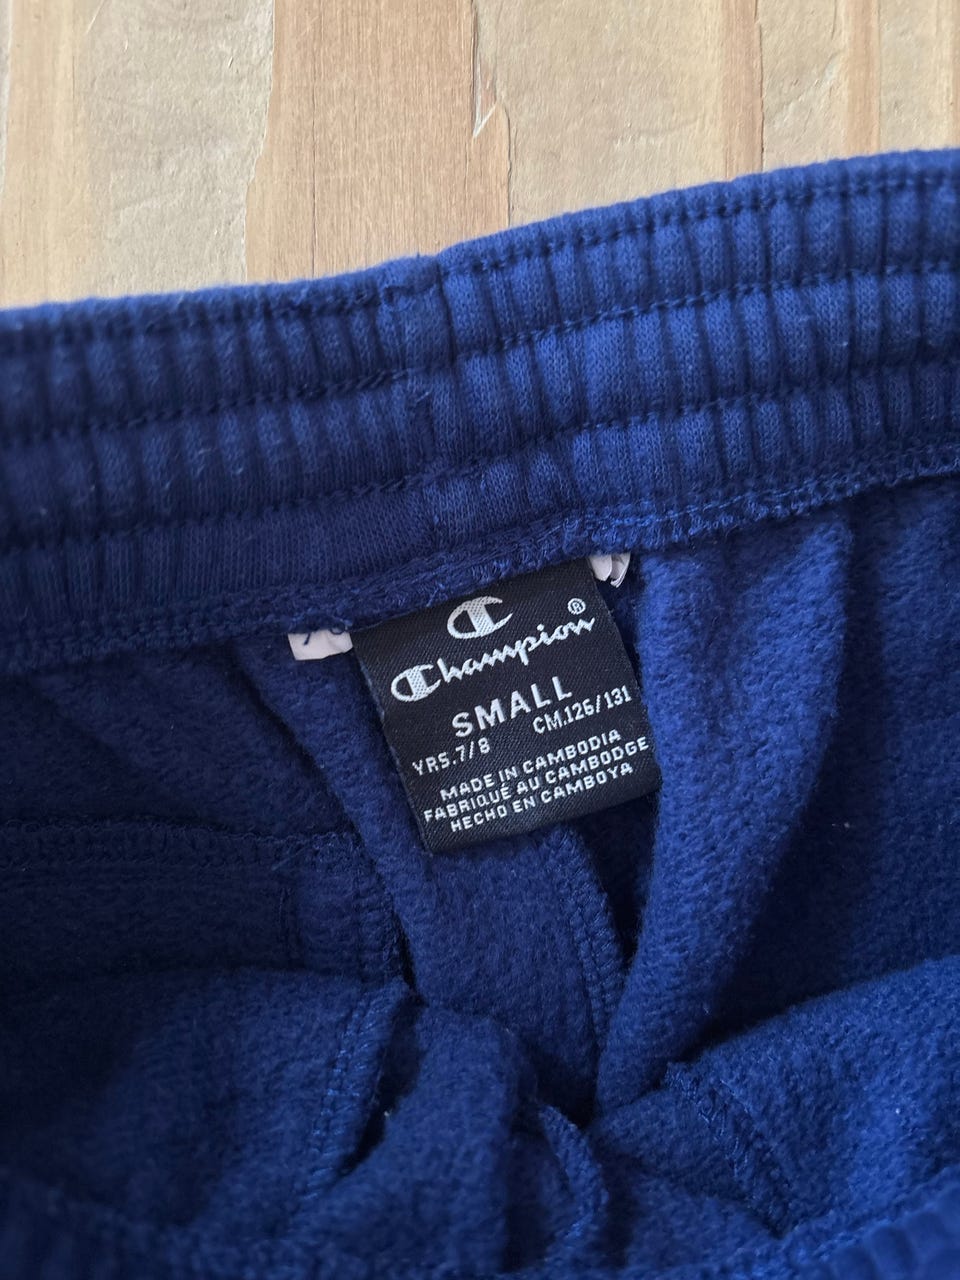 Champion®
SMALL
YRS.7/8 CM.126/131
MADE IN CAMBODIA
FABRIQUÉ AU CAMBODGE
HECHO EN CAMBOYA